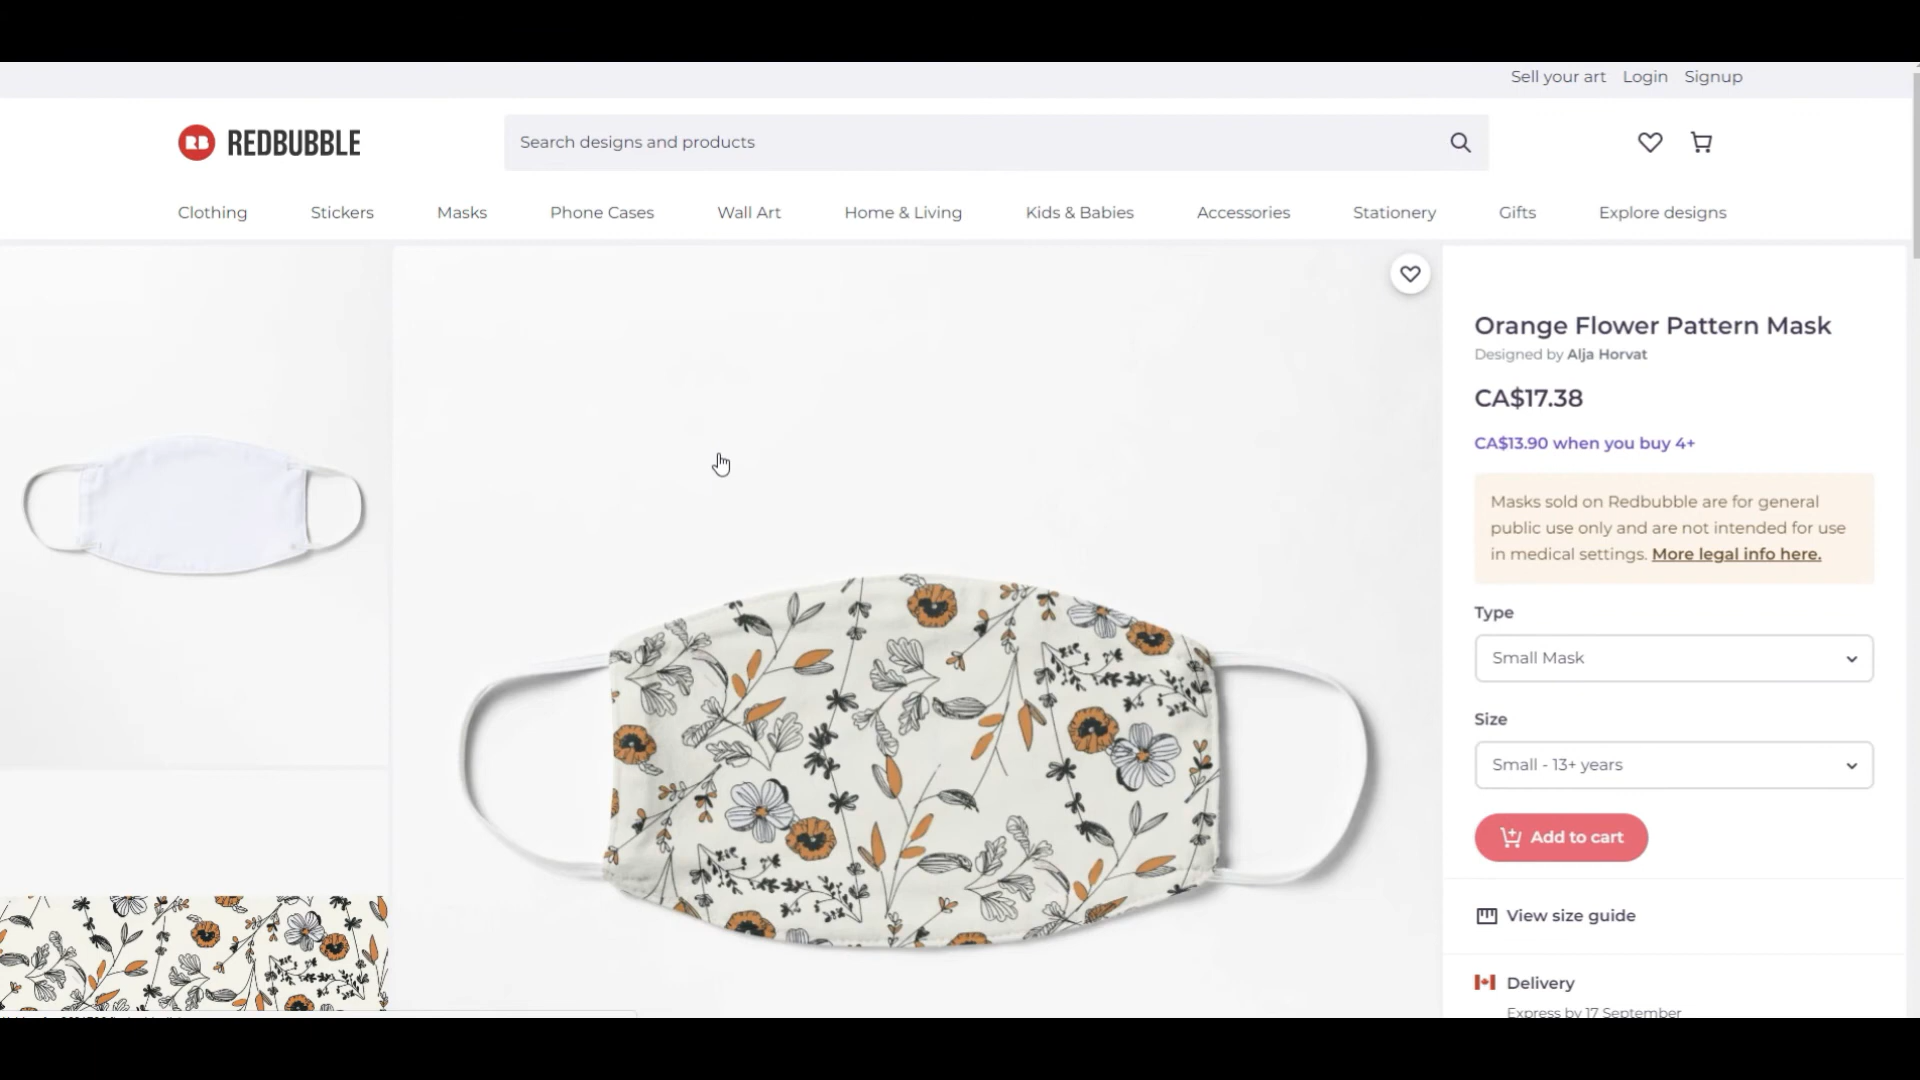 Sell your art Login Signup
RB REDBUBBLE
Search designs and products
Clothing Stickers Masks Phone Cases Wall Art Home & Living Kids & Babies Accessories Stationery Gifts Explore designs
Orange Flower Pattern Mask
Designed by Alja Horvat
CA$17.38
CA$13.90 when you buy 4+
Masks sold on Redbubble are for general
public use only and are not intended for use
in medical settings. More legal info here.
Type
Small Mask
Size
Small - 13+ years
Add to cart
View size guide
Delivery
Express by 17 September